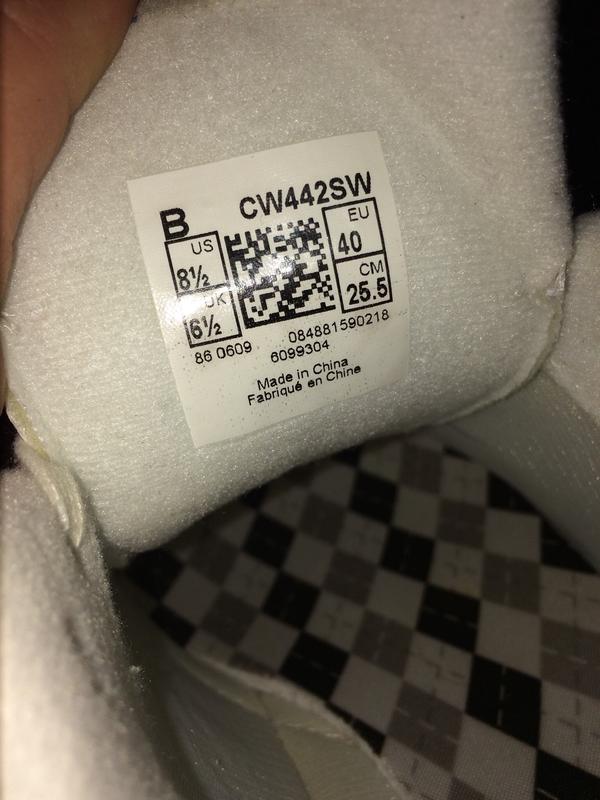 B CW442SW
US 8½
EU 40
UK 6½
CM 25.5
86 0609 084881590218
6099304
Made in China
Fabriqué en Chine